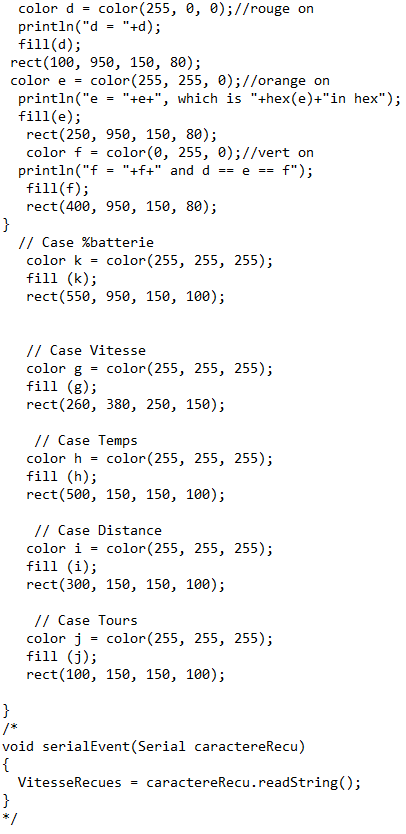 color d = color(255, 0, 0);//rouge on
println("d = "+d);
fill(d);
rect(100, 950, 150, 80);
color e = color(255, 255, 0);//orange on
println("e = "+e+", which is "+hex(e)+"in hex");
fill(e);
rect(250, 950, 150, 80);
color f = color(0, 255, 0);//vert on
println("f = "+f+" and d == e == f");
fill(f);
rect(400, 950, 150, 80);
}
// Case %batterie
color k = color(255, 255, 255);
fill (k);
rect(550, 950, 150, 100);
// Case Vitesse
color g = color(255, 255, 255);
fill (g);
rect(260, 380, 250, 150);
// Case Temps
color h = color(255, 255, 255);
fill (h);
rect(500, 150, 150, 100);
// Case Distance
color i = color(255, 255, 255);
fill (i);
rect(300, 150, 150, 100);
// Case Tours
color j = color(255, 255, 255);
fill (j);
rect(100, 150, 150, 100);
}
/*
void serialEvent(Serial caractereRecu)
{
VitesseRecues = caractereRecu.readString();
}
*/